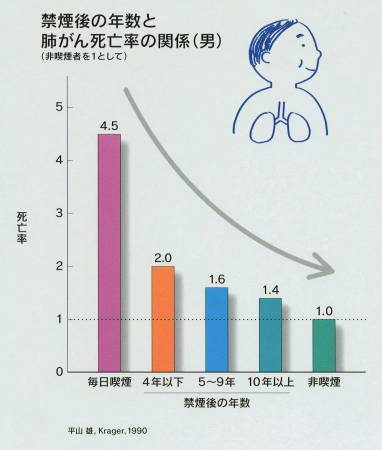 禁煙後の年数と
肺がん死亡率の関係(男)
(非喫煙者を1として)
5
4
3
2
1
0
死亡率
4.5
2.0
1.6
1.4
1.0
毎日喫煙
4年以下
5〜9年
10年以上
非喫煙
禁煙後の年数
平山 雄, Krager, 1990